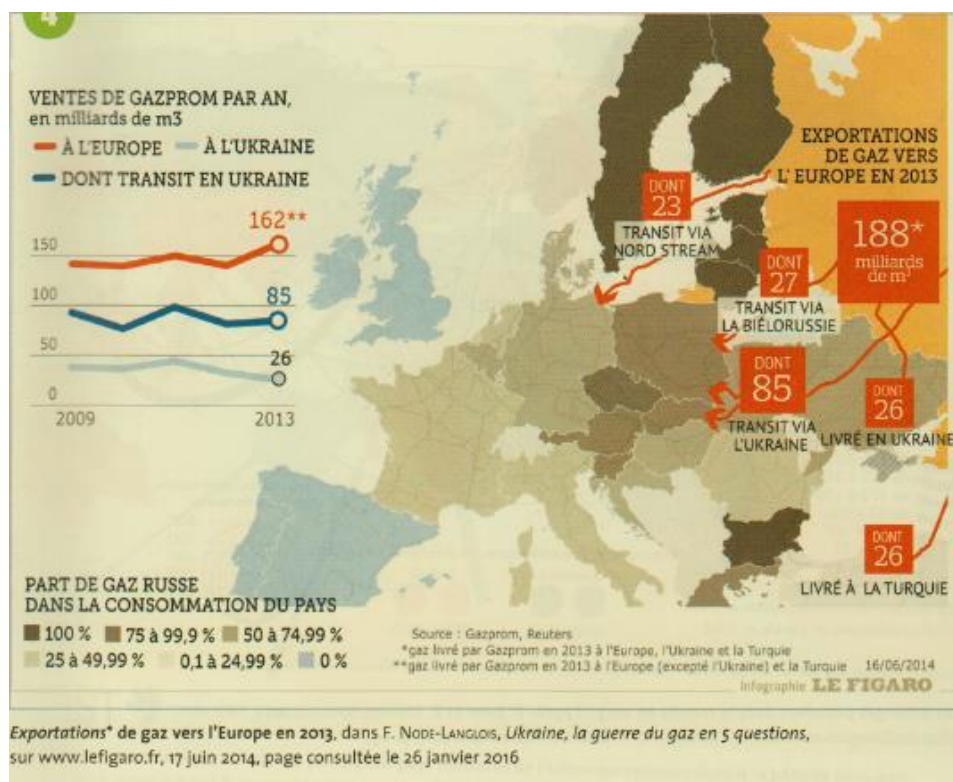 4
VENTES DE GAZPROM PAR AN,
en milliards de m3
À L'EUROPE À L'UKRAINE
DONT TRANSIT EN UKRAINE
162**
150
100
85
50
26
0
2009 2013
EXPORTATIONS
DE GAZ VERS
L' EUROPE EN 2013
DONT
23
TRANSIT VIA
NORD STREAM
188*
milliards
de m³
DONT
27
TRANSIT VIA
LA BIÉLORUSSIE
DONT
85
TRANSIT VIA
L'UKRAINE
DONT
26
LIVRÉ EN UKRAINE
DONT
26
LIVRÉ À LA TURQUIE
PART DE GAZ RUSSE
DANS LA CONSOMMATION DU PAYS
100 % 75 à 99,9 % 50 à 74,99 %
25 à 49,99 % 0,1 à 24,99 % 0 %
Source : Gazprom, Reuters
*gaz livré par Gazprom en 2013 à l'Europe, l'Ukraine et la Turquie
**gaz livré par Gazprom en 2013 à l'Europe (excepté l'Ukraine) et la Turquie 16/06/2014
Infographie LE FIGARO
Exportations* de gaz vers l'Europe en 2013, dans F. NODE-LANGLOIS, Ukraine, la guerre du gaz en 5 questions,
sur www.lefigaro.fr, 17 juin 2014, page consultée le 26 janvier 2016